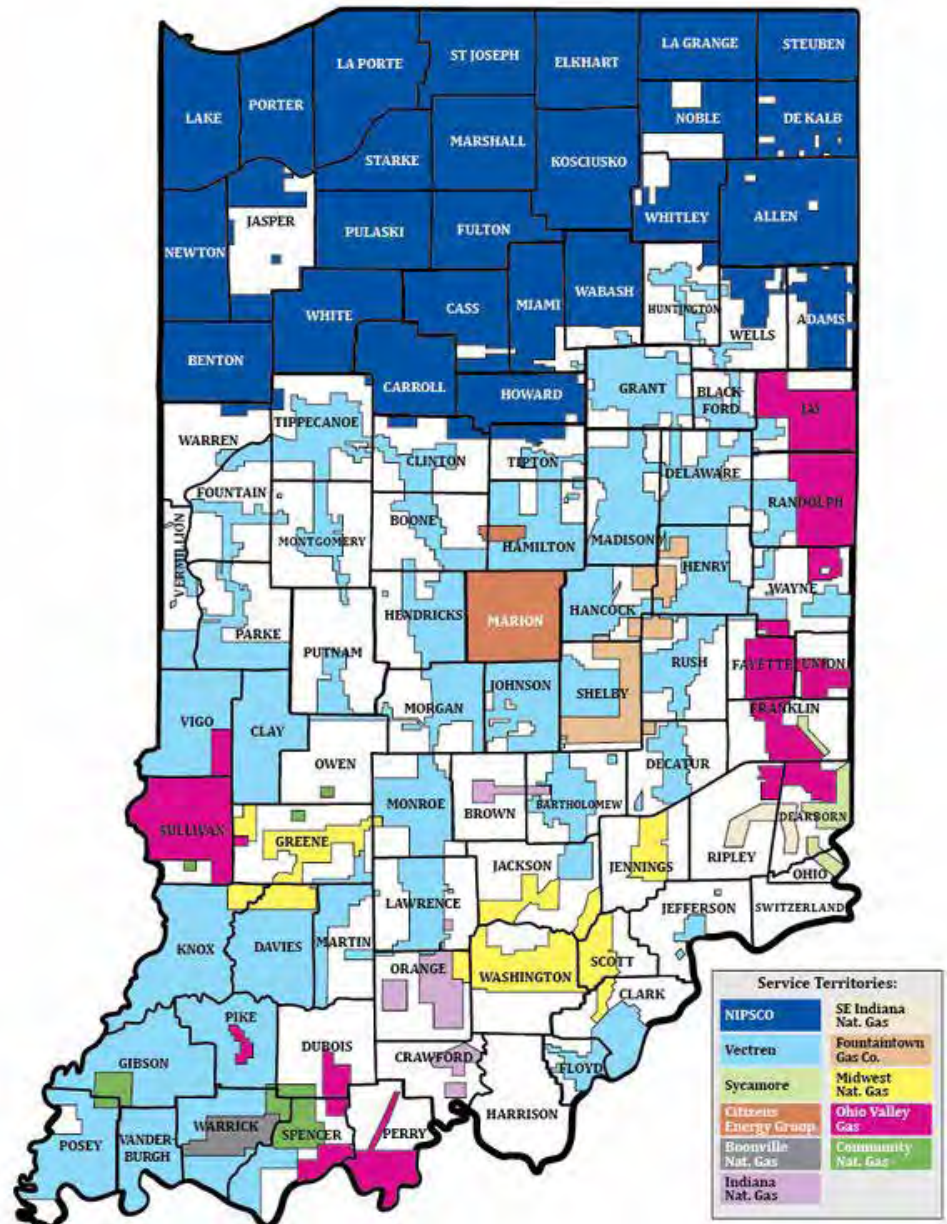 LA PORTE
ST JOSEPH
ELKHART
LA GRANGE
STEUBEN
LAKE
PORTER
NOBLE
DE KALB
STARKE
MARSHALL
KOSCIUSKO
JASPER
NEWTON
PULASKI
FULTON
WHITLEY
ALLEN
WHITE
CASS
MIAMI
WABASH
HUNTINGTON
WELLS
ADAMS
BENTON
CARROLL
HOWARD
GRANT
BLACK
FORD
JAY
WARREN
TIPPECANOE
CLINTON
TIPTON
DELAWARE
RANDOLPH
FOUNTAIN
VERMILLION
MONTGOMERY
BOONE
HAMILTON
MADISON
HENRY
WAYNE
PARKE
PUTNAM
HENDRICKS
MARION
HANCOCK
RUSH
FAYETTE
UNION
SHELBY
JOHNSON
MORGAN
VIGO
CLAY
OWEN
FRANKLIN
DECATUR
MONROE
BROWN
BARTHOLOMEW
SULLIVAN
GREENE
JACKSON
JENNINGS
RIPLEY
DEARBORN
OHIO
SWITZERLAND
JEFFERSON
KNOX
DAVIES
MARTIN
LAWRENCE
ORANGE
WASHINGTON
SCOTT
CLARK
PIKE
GIBSON
DUBOIS
CRAWFORD
FLOYD
HARRISON
POSEY
VANDER-
BURGH
WARRICK
SPENCER
PERRY
Service Territories:
NIPSCO
SE Indiana
Nat. Gas
Vectren
Fountaintown
Gas Co.
Sycamore
Midwest
Nat. Gas
Citizens
Energy Group
Ohio Valley
Gas
Boonville
Nat. Gas
Community
Nat. Gas
Indiana
Nat. Gas